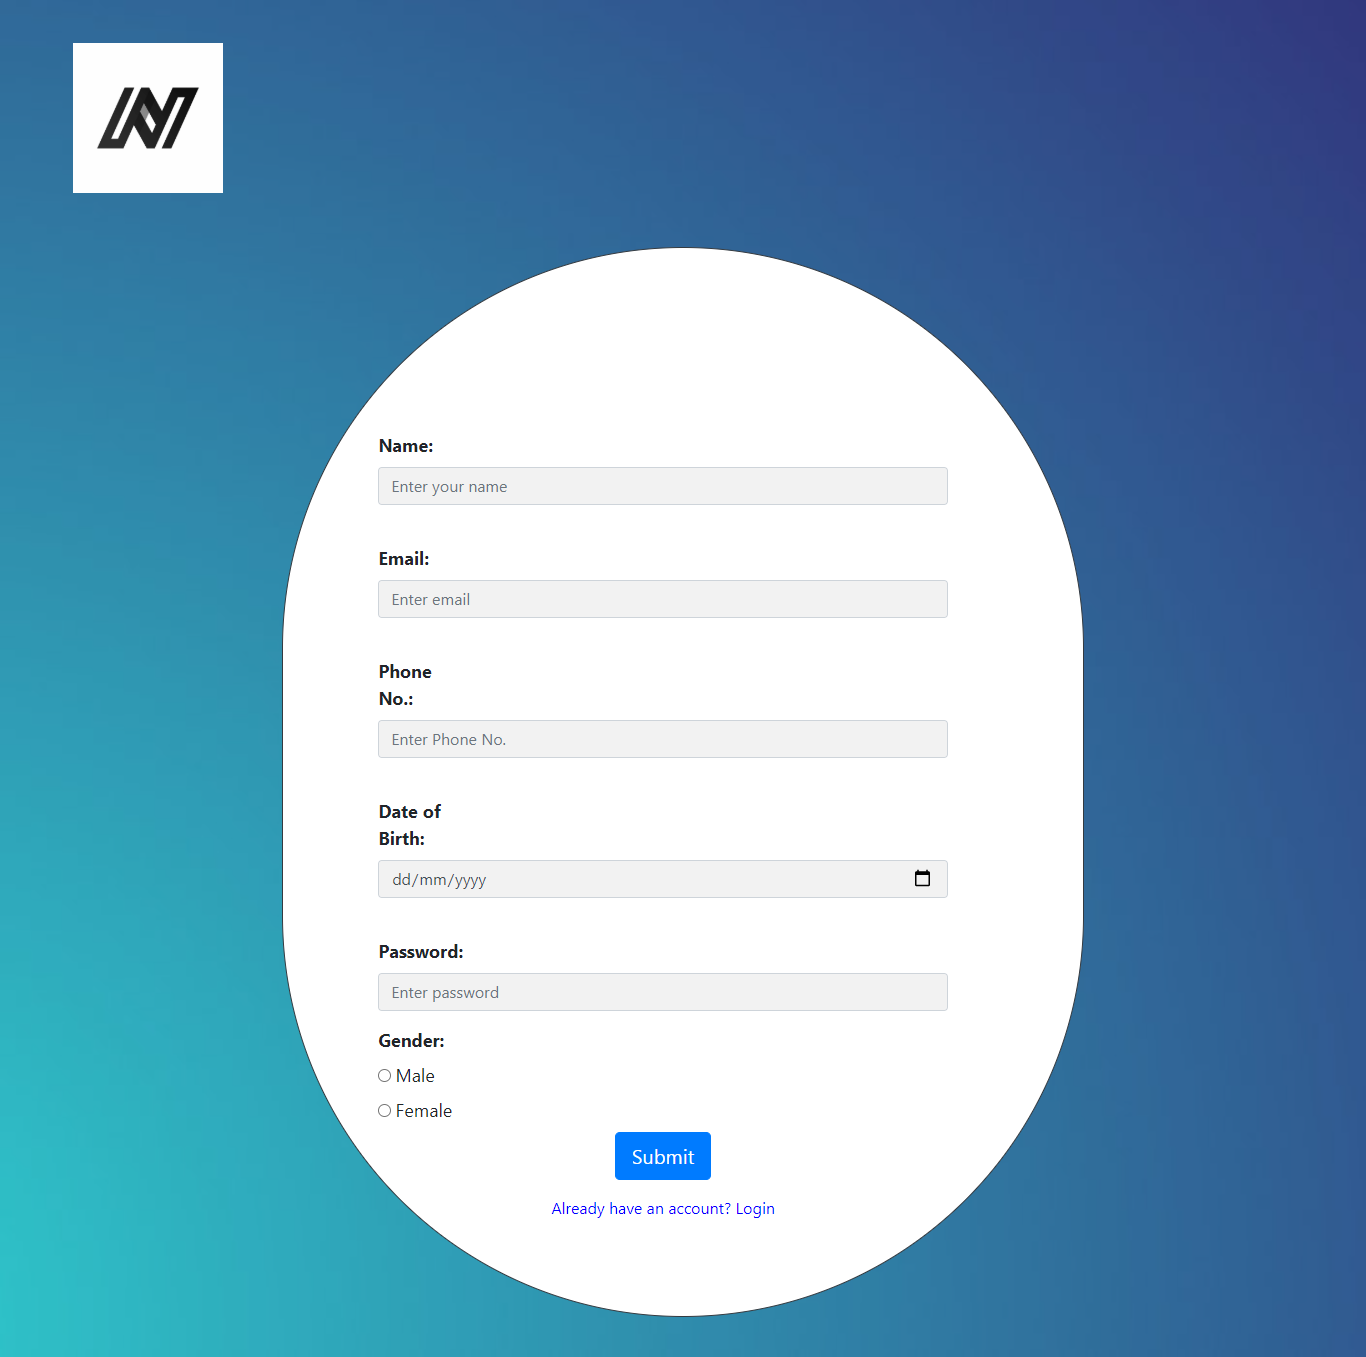 Name:
Enter your name
Email:
Enter email
Phone
No.:
Enter Phone No.
Date of
Birth:
dd/mm/yyyy
Password:
Enter password
Gender:
Male
Female
Submit
Already have an account? Login